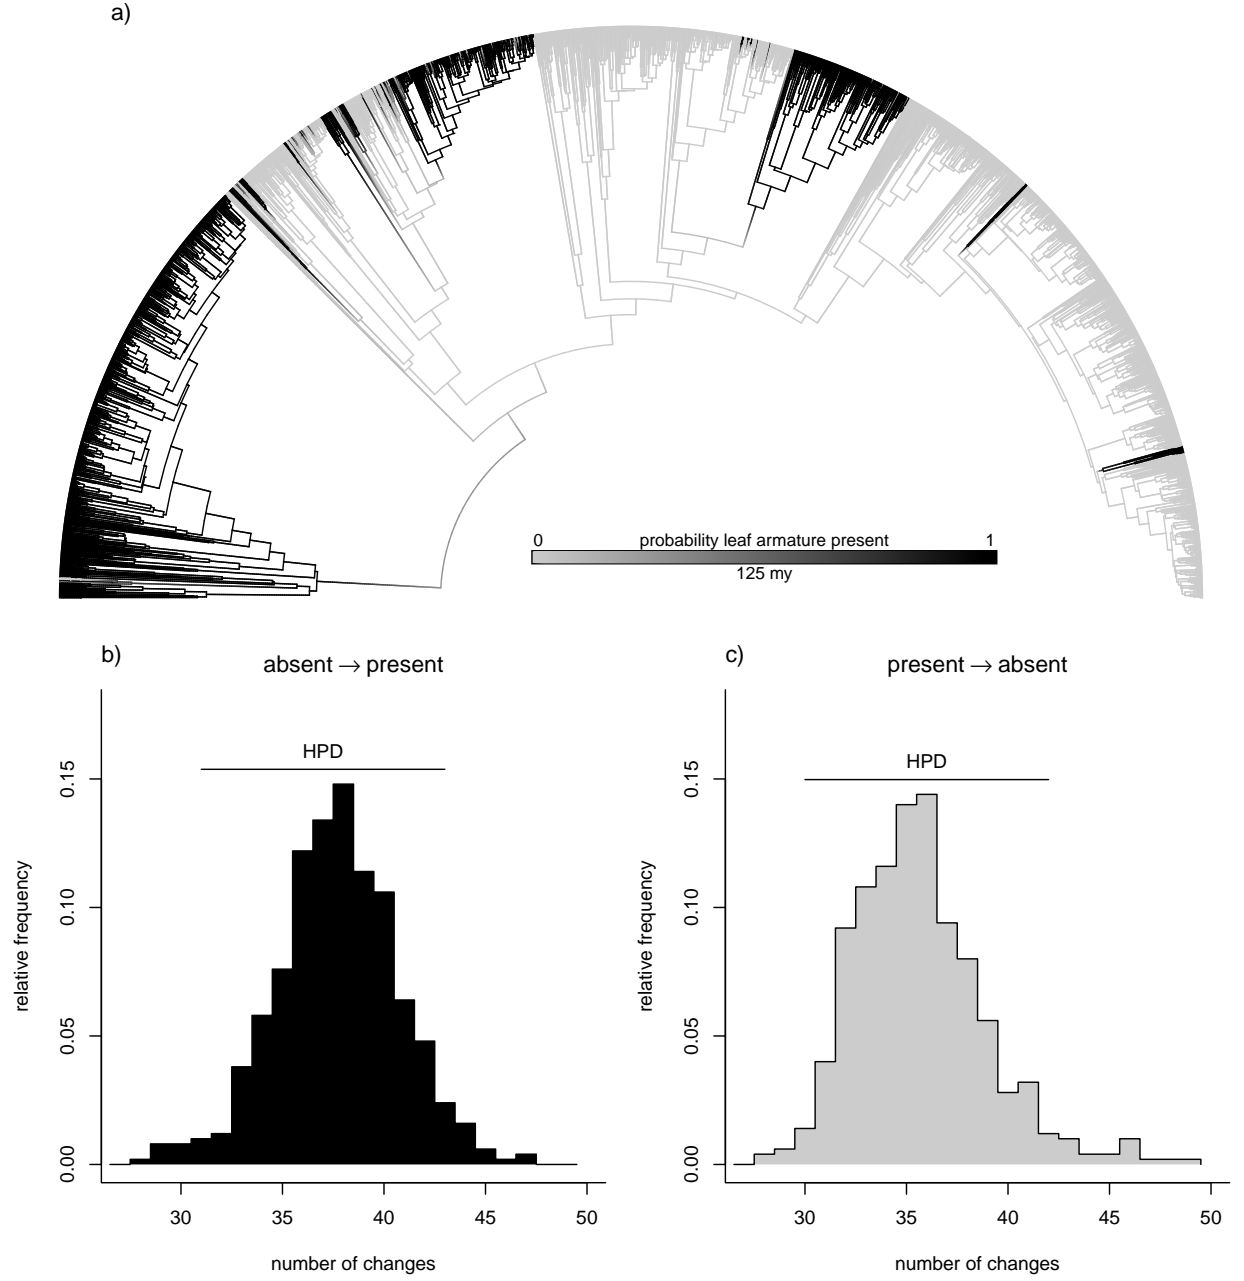 a)
0 probability leaf armature present 1
125 my
b)
absent → present
HPD
relative frequency
0.00 0.05 0.10 0.15
30 35 40 45 50
number of changes
c)
present → absent
HPD
relative frequency
0.00 0.05 0.10 0.15
30 35 40 45 50
number of changes